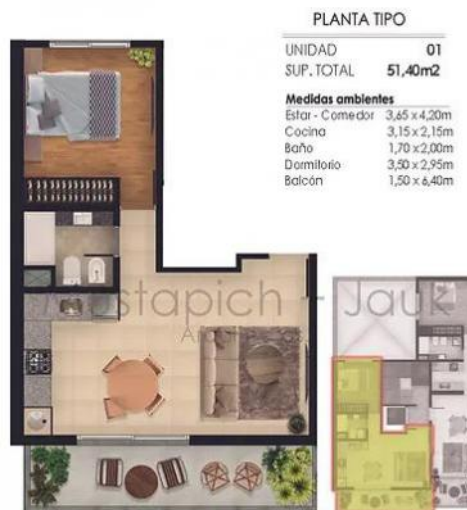 PLANTA TIPO
UNIDAD 01
SUP. TOTAL 51,40m2
Medidas ambientes
Estar - Comedor 3,65 x 4,20m
Cocina 3,15 x 2,15m
Baño 1,70 x 2,00m
Dormitorio 3,50 x 2,95m
Balcón 1,50 x 6,40m
stapich + Jauk